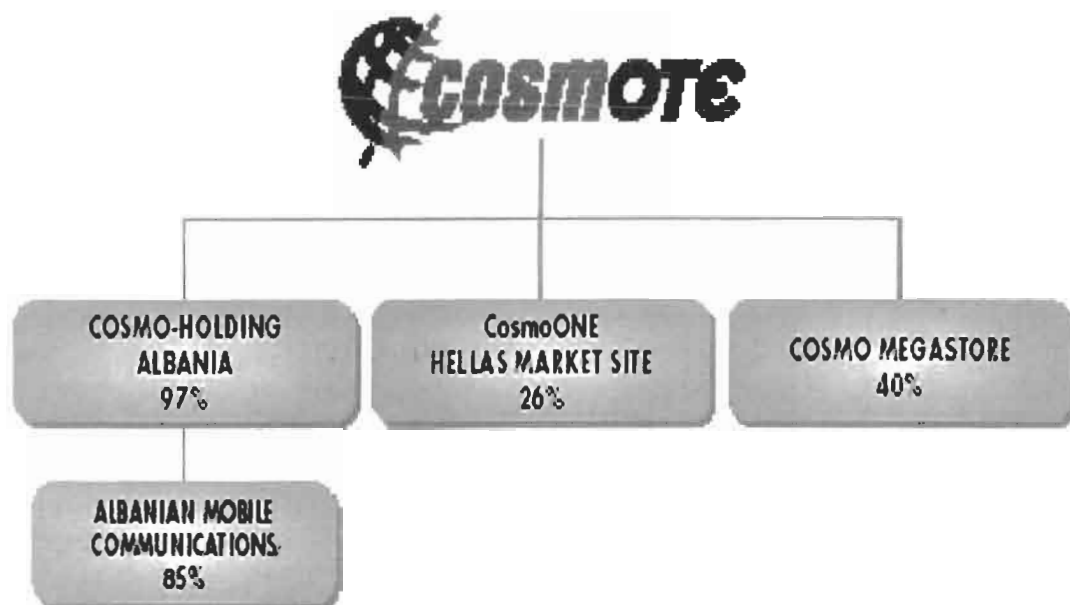 COSMOTE
COSMO-HOLDING
ALBANIA
97%
CosmoONE
HELLAS MARKET SITE
26%
COSMO MEGASTORE
40%
ALBANIAN MOBILE
COMMUNICATIONS
85%